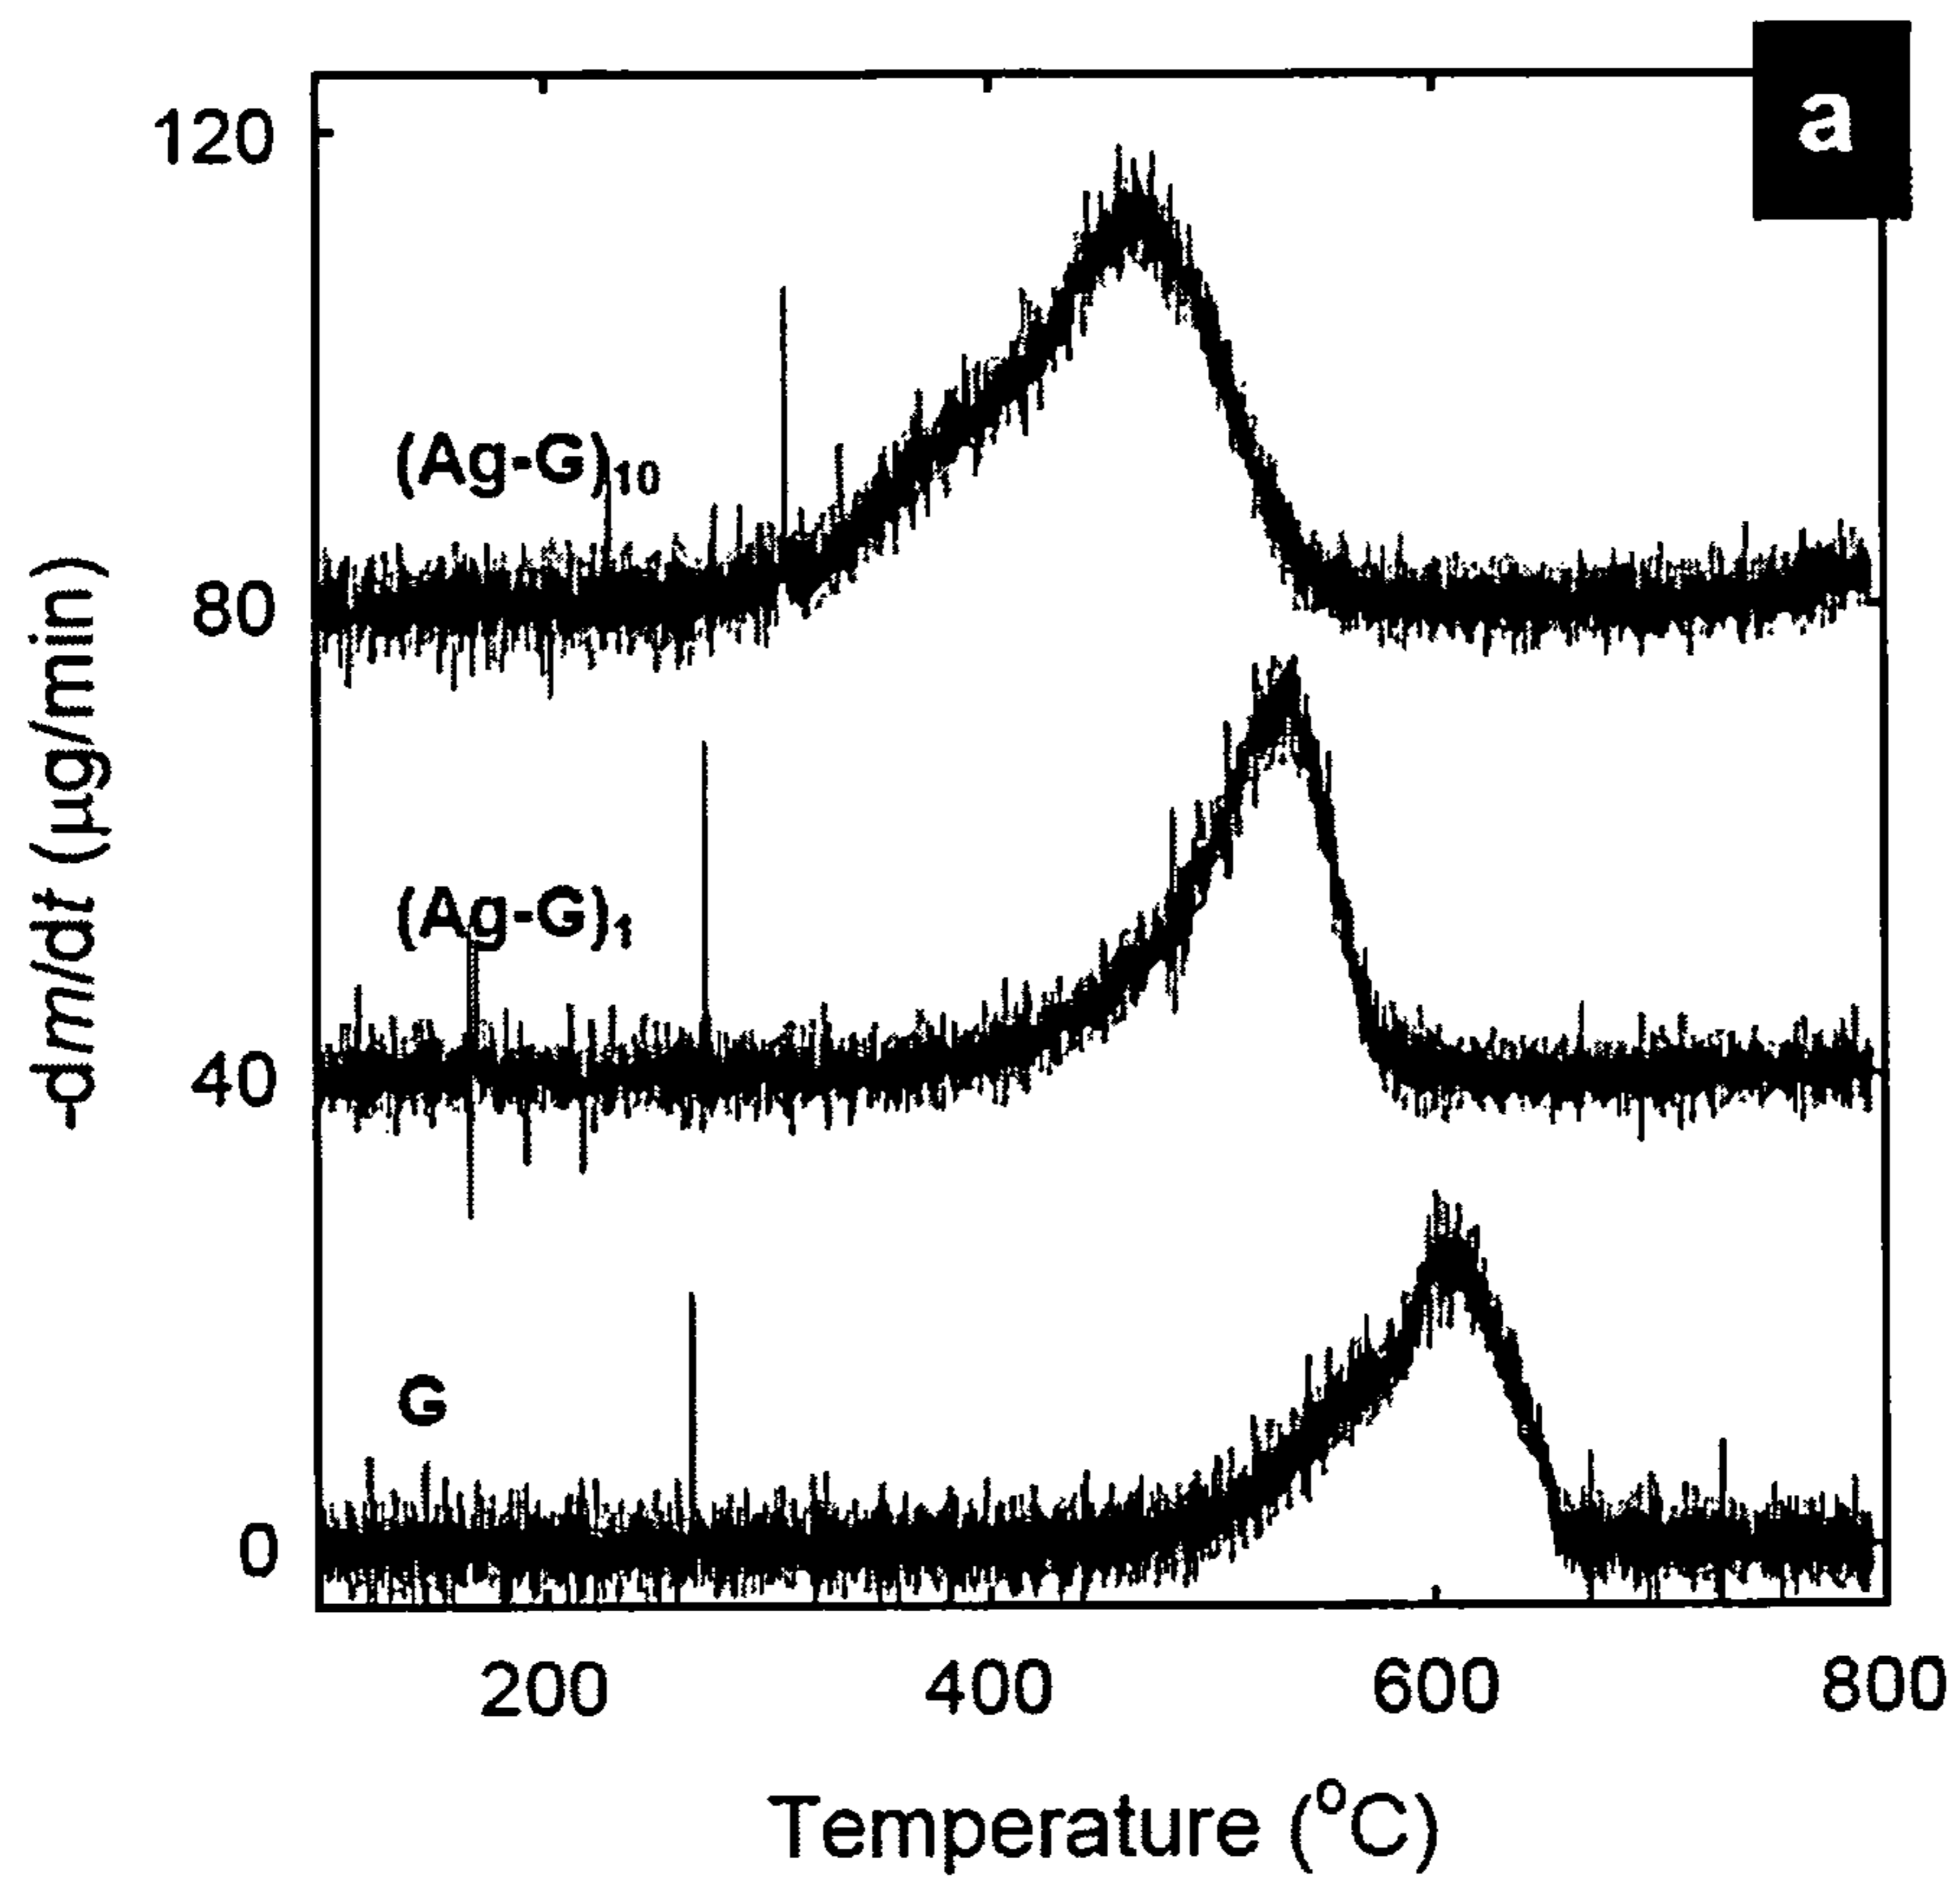 a
120
80
40
0
-dm/dt (μg/min)
(Ag-G)10
(Ag-G)1
G
200 400 600 800
Temperature (°C)